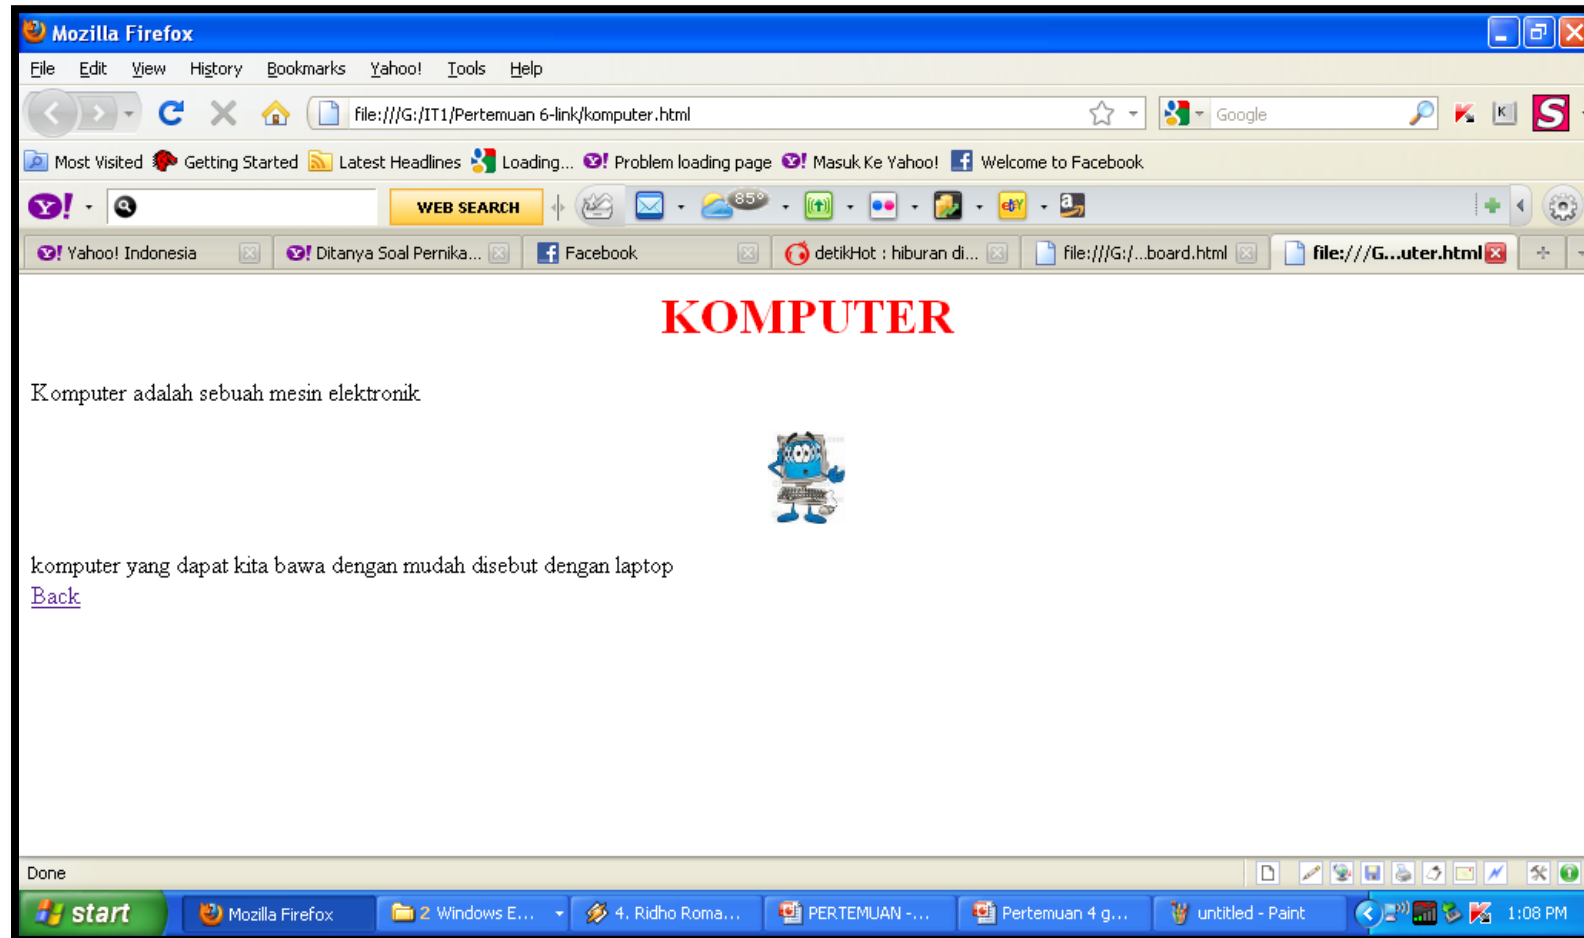 Mozilla Firefox
File Edit View History Bookmarks Yahoo! Tools Help
file:///G:/IT1/Pertemuan 6-link/komputer.html Google K S
Most Visited Getting Started Latest Headlines Loading... Problem loading page Masuk Ke Yahoo! Welcome to Facebook
Y! WEB SEARCH 85° ebY a
Yahoo! Indonesia Ditanya Soal Pernika... Facebook detikHot : hiburan di... file:///G:/...board.html file:///G...uter.html
KOMPUTER
Komputer adalah sebuah mesin elektronik
komputer yang dapat kita bawa dengan mudah disebut dengan laptop
Back
Done
start Mozilla Firefox 2 Windows E... 4. Ridho Roma... PERTEMUAN -... Pertemuan 4 g... untitled - Paint 1:08 PM